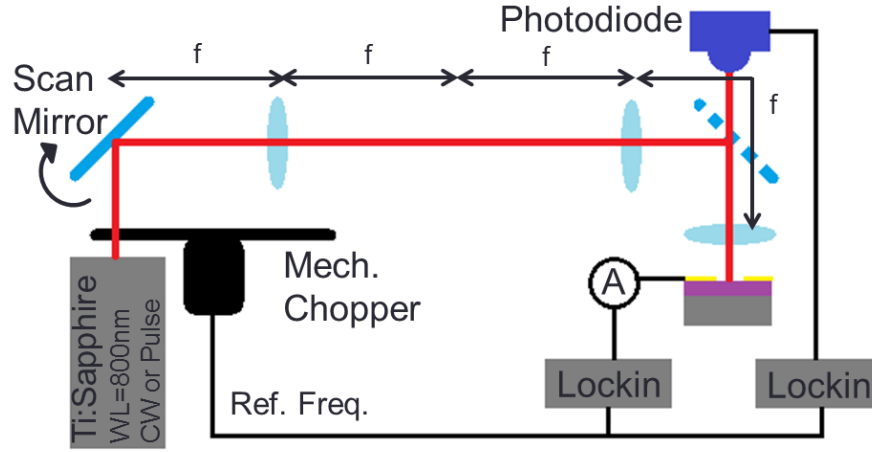 Photodiode
f
f
f
f
Scan
Mirror
Mech.
Chopper
A
Ti:Sapphire
WL=800nm
CW or Pulse
Lockin
Lockin
Ref. Freq.